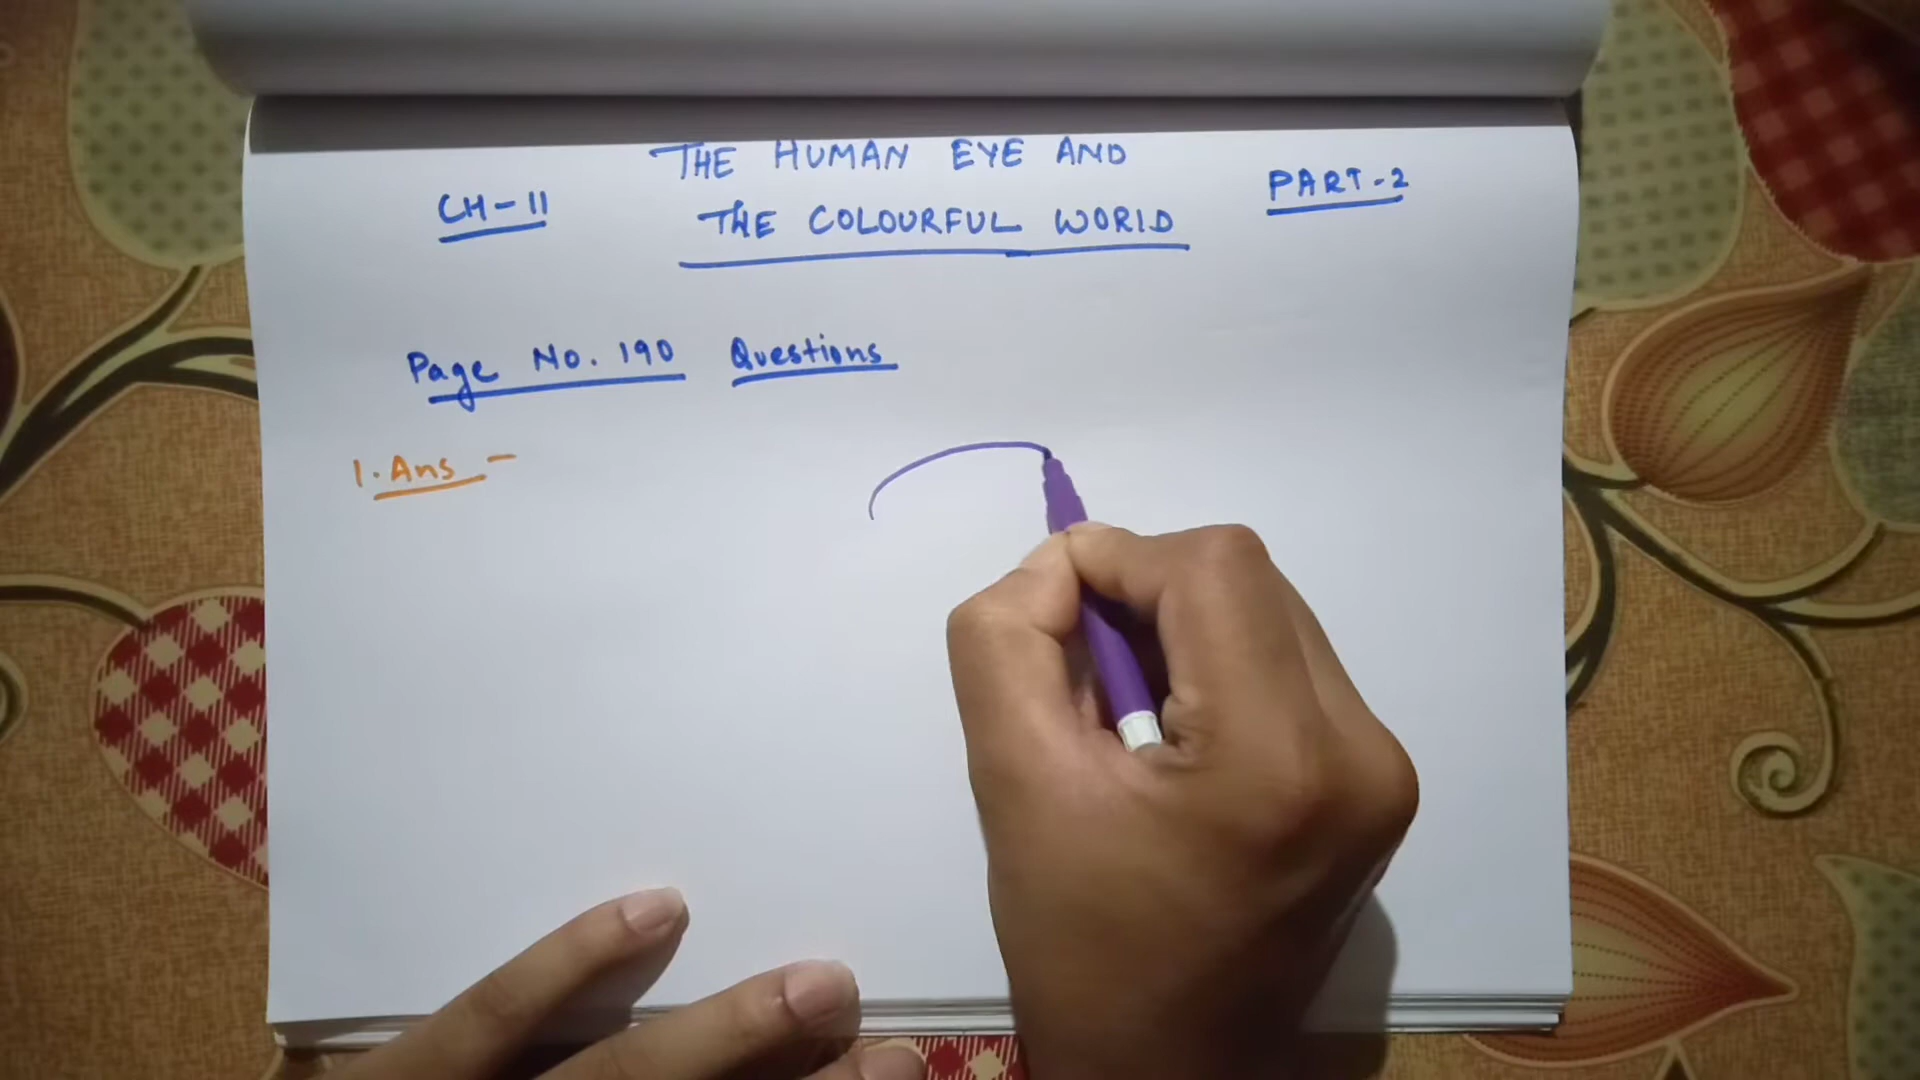 THE HUMAN EYE AND
CH-11 THE COLOURFUL WORLD PART-2
Page No. 190 Questions
1. Ans -